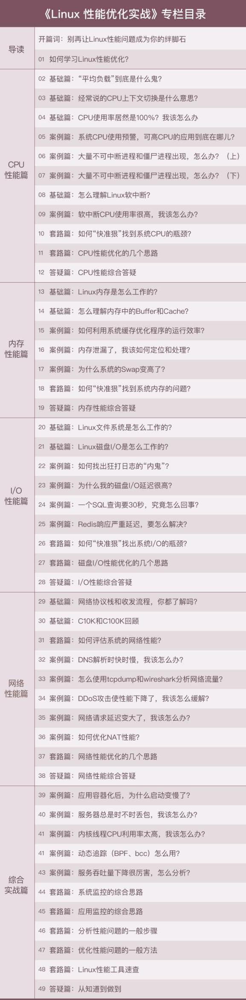 《Linux 性能优化实战》专栏目录
导读
开篇词：别再让Linux性能问题成为你的绊脚石
01 如何学习Linux性能优化？
CPU
性能篇
02 基础篇：“平均负载”到底是什么鬼？
03 基础篇：经常说的CPU上下文切换是什么意思？
04 基础篇：CPU使用率居然是100%？我该怎么办
05 案例篇：系统CPU使用预警，可高CPU的应用到底在哪儿？
06 案例篇：大量不可中断进程和僵尸进程出现，怎么办？（上）
07 案例篇：大量不可中断进程和僵尸进程出现，怎么办？（下）
08 基础篇：怎么理解Linux软中断？
09 案例篇：软中断CPU使用率很高，我该怎么办？
10 套路篇：如何“快准狠”找到系统CPU的瓶颈？
11 套路篇：CPU性能优化的几个思路
12 答疑篇：CPU性能综合答疑
内存
性能篇
13 基础篇：Linux内存是怎么工作的？
14 基础篇：怎么理解内存中的Buffer和Cache？
15 案例篇：如何利用系统缓存优化程序的运行效率？
16 案例篇：内存泄漏了，我该如何定位和处理？
17 案例篇：为什么系统的Swap变高了？
18 套路篇：如何“快准狠”找到系统内存的问题？
19 答疑篇：内存性能综合答疑
I/O
性能篇
20 基础篇：Linux文件系统是怎么工作的？
21 基础篇：Linux磁盘I/O是怎么工作的？
22 案例篇：如何找出狂打日志的“内鬼”？
23 案例篇：为什么我的磁盘I/O延迟很高？
24 案例篇：一个SQL查询要30秒，究竟怎么回事？
25 案例篇：Redis响应严重延迟，要怎么解决？
26 套路篇：如何“快准狠”找出系统I/O的瓶颈？
27 套路篇：磁盘I/O性能优化的几个思路
28 答疑篇：I/O性能综合答疑
网络
性能篇
29 基础篇：网络协议栈和收发流程，你都了解吗？
30 基础篇：C10K和C100K回顾
31 套路篇：如何评估系统的网络性能？
32 案例篇：DNS解析时快时慢，我该怎么办？
33 案例篇：怎么使用tcpdump和wireshark分析网络流量？
34 案例篇：DDoS攻击使性能下降了，我该怎么缓解？
35 案例篇：网络请求延迟变大了，我该怎么办？
36 案例篇：如何优化NAT性能？
37 套路篇：网络性能优化的几个思路
38 答疑篇：网络性能综合答疑
综合
实战篇
39 案例篇：应用容器化后，为什么启动变慢了？
40 案例篇：服务器总是时不时丢包，我该怎么办？
41 案例篇：内核线程CPU利用率太高，我该怎么办？
41 案例篇：动态追踪（BPF、bcc）怎么用？
43 案例篇：服务吞吐量下降很厉害，怎么分析？
44 套路篇：系统监控的综合思路
45 套路篇：应用监控的综合思路
46 套路篇：分析性能问题的一般步骤
47 套路篇：优化性能问题的一般方法
48 套路篇：Linux性能工具速查
49 答疑篇：从知道到做到